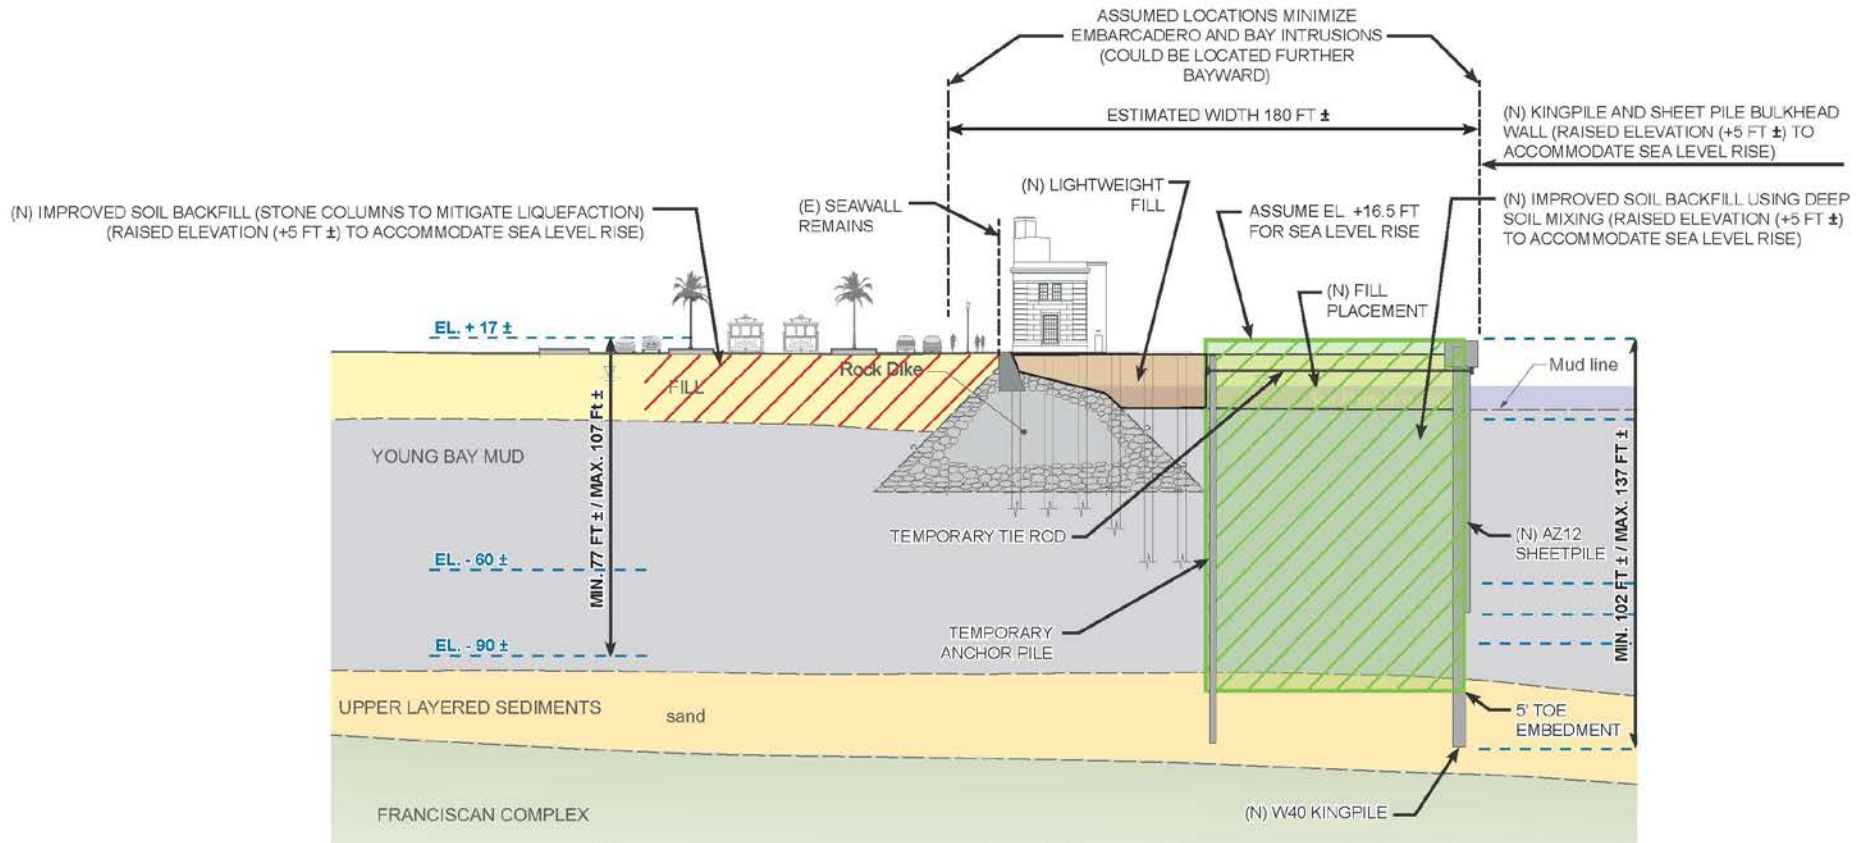 ASSUMED LOCATIONS MINIMIZE
EMBARCADERO AND BAY INTRUSIONS
(COULD BE LOCATED FURTHER
BAYWARD)
ESTIMATED WIDTH 180 FT ±
(N) KINGPILE AND SHEET PILE BULKHEAD
WALL (RAISED ELEVATION (+5 FT ±) TO
ACCOMMODATE SEA LEVEL RISE)
(N) IMPROVED SOIL BACKFILL (STONE COLUMNS TO MITIGATE LIQUEFACTION)
(RAISED ELEVATION (+5 FT ±) TO ACCOMMODATE SEA LEVEL RISE)
(E) SEAWALL
REMAINS
(N) LIGHTWEIGHT
FILL
ASSUME EL. +16.5 FT
FOR SEA LEVEL RISE
(N) IMPROVED SOIL BACKFILL USING DEEP
SOIL MIXING (RAISED ELEVATION (+5 FT ±)
TO ACCOMMODATE SEA LEVEL RISE)
(N) FILL
PLACEMENT
EL. + 17 ±
Rock Dike
Mud line
FILL
YOUNG BAY MUD
MIN. 77 FT ± / MAX. 107 Ft ±
MIN. 102 FT ± / MAX. 137 FT ±
TEMPORARY TIE ROD
(N) AZ12
SHEETPILE
EL. - 60 ±
TEMPORARY
ANCHOR PILE
EL. - 90 ±
UPPER LAYERED SEDIMENTS
sand
5' TOE
EMBEDMENT
FRANCISCAN COMPLEX
(N) W40 KINGPILE